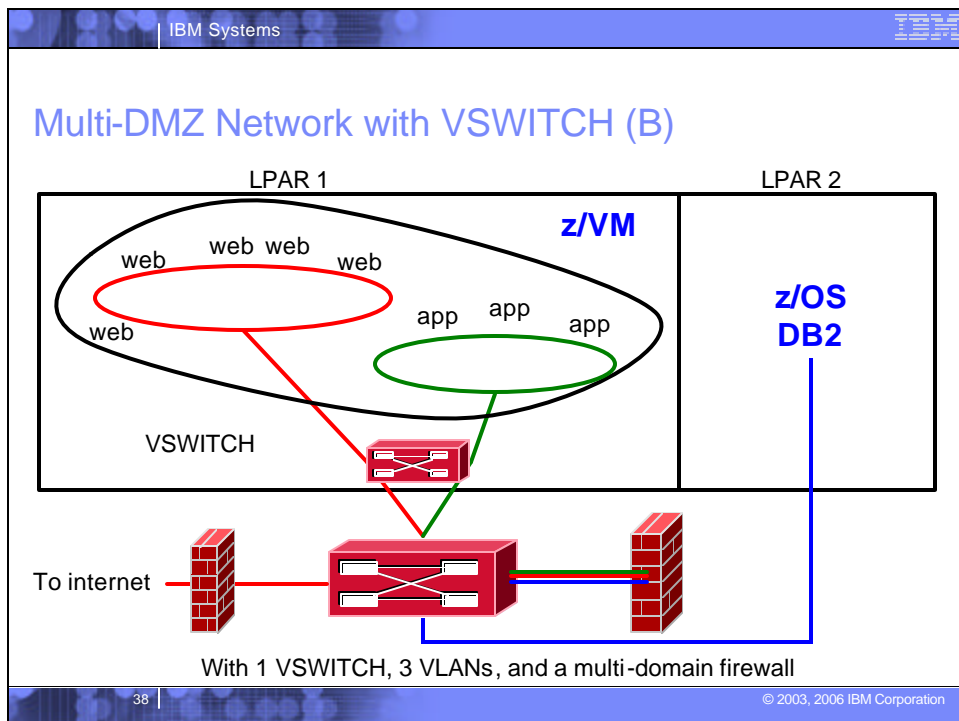 IBM Systems
IBM
Multi-DMZ Network with VSWITCH (B)
LPAR 1
LPAR 2
z/VM
web
web
web
web
web
app
app
app
z/OS
DB2
VSWITCH
To internet
With 1 VSWITCH, 3 VLANs, and a multi-domain firewall
38
© 2003, 2006 IBM Corporation